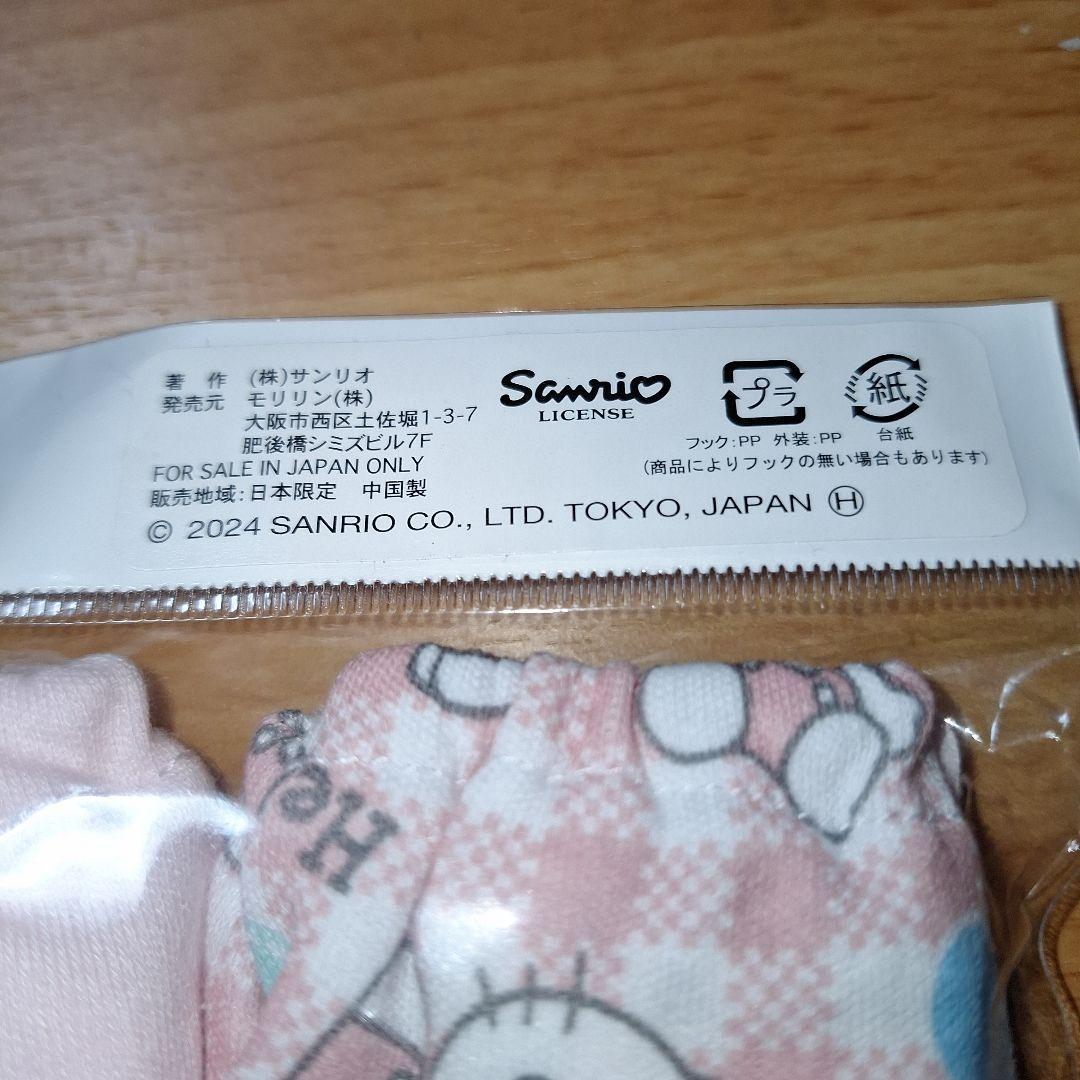 著 作 (株)サンリオ
発売元 モリリン(株)
大阪市西区土佐堀1-3-7
肥後橋シミズビル7F
FOR SALE IN JAPAN ONLY
販売地域:日本限定 中国製
© 2024 SANRIO CO., LTD. TOKYO, JAPAN Ⓗ
Sanrio
LICENSE
プラ
フック:PP 外装:PP
紙
台紙
(商品によりフックの無い場合もあります)
He